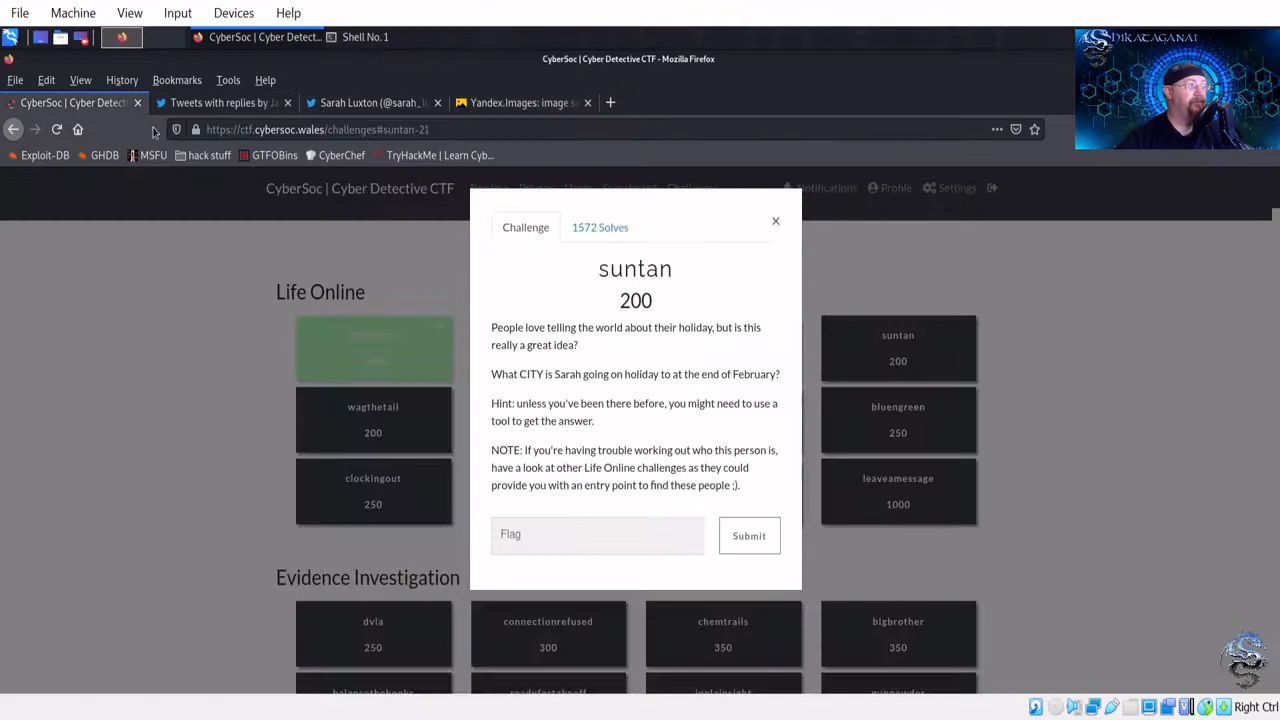 File Machine View Input Devices Help
CyberSoc | Cyber Detect... Shell No. 1
SHIKATAGANAI
CyberSoc | Cyber Detective CTF - Mozilla Firefox
File Edit View History Bookmarks Tools Help
CyberSoc | Cyber Detecti Tweets with replies by Ja Sarah Luxton (@sarah_l Yandex.Images: image s
https://ctf.cybersoc.wales/challenges#suntan-21
Exploit-DB GHDB MSFU hack stuff GTFOBins CyberChef TryHackMe | Learn Cyb...
CyberSoc | Cyber Detective CTF Notifications Profile Settings
Challenge 1572 Solves
suntan
200
People love telling the world about their holiday, but is this
really a great idea?
What CITY is Sarah going on holiday to at the end of February?
Hint: unless you've been there before, you might need to use a
tool to get the answer.
NOTE: If you're having trouble working out who this person is,
have a look at other Life Online challenges as they could
provide you with an entry point to find these people ;).
Flag
Submit
Life Online
suntan
200
wagthetail
200
bluengreen
250
clockingout
250
leaveamessage
1000
Evidence Investigation
dvla
250
connectionrefused
300
chemtrails
350
bigbrother
350
Right Ctrl